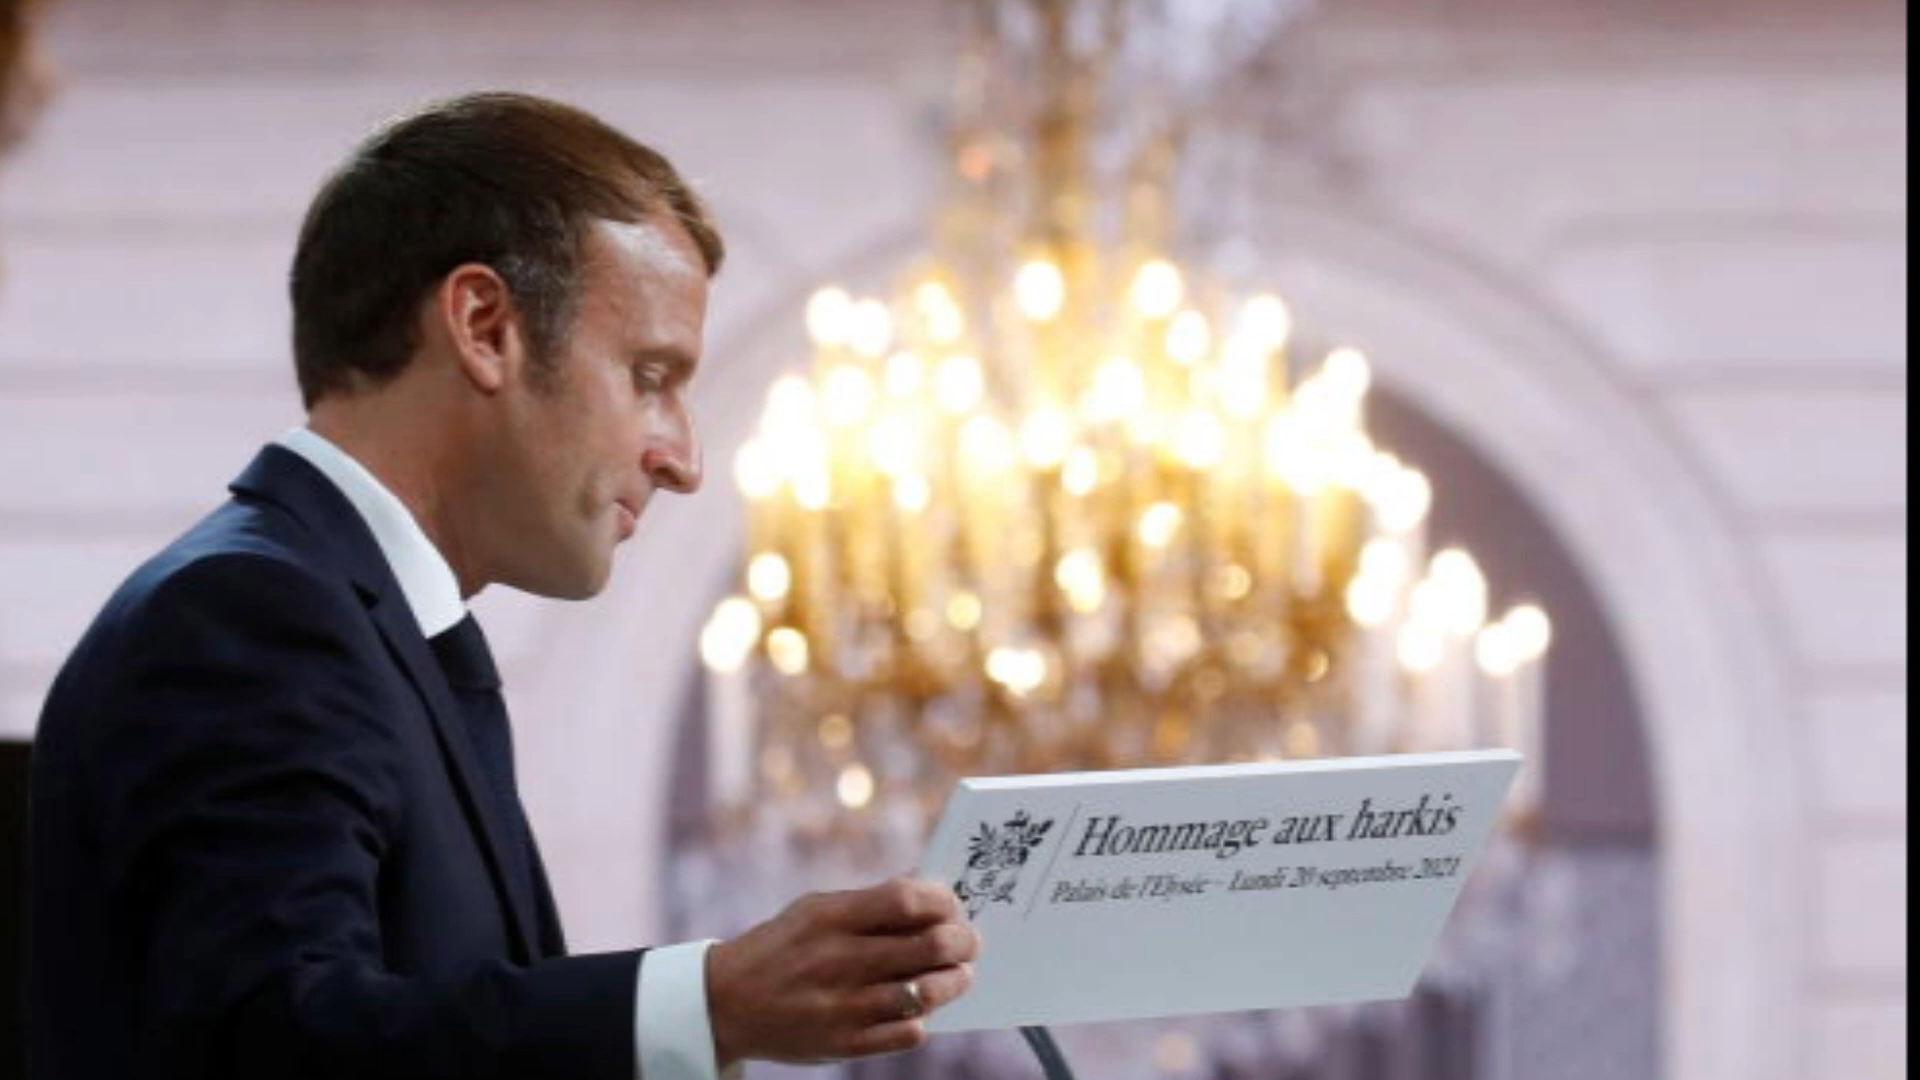 Hommage aux harkis
Palais de l'Elysée - Lundi 20 septembre 2021